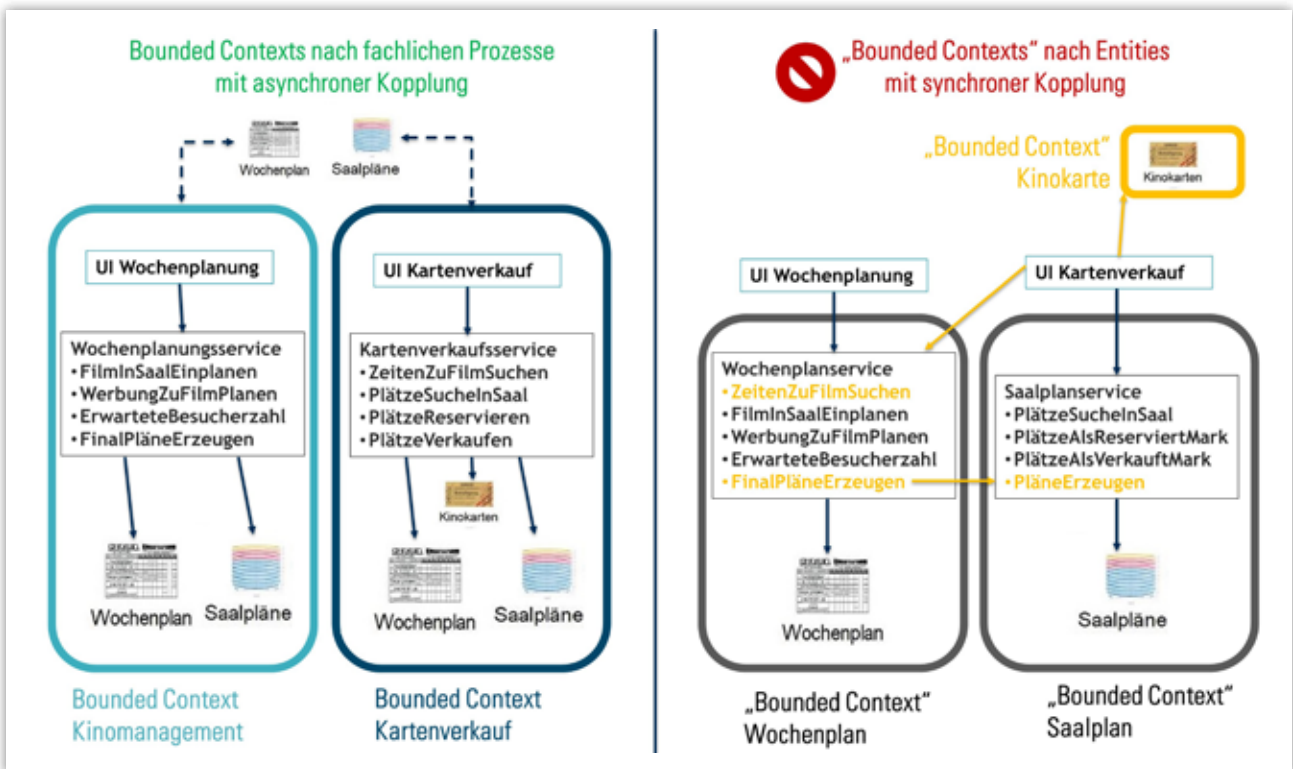 Bounded Contexts nach fachlichen Prozesse
mit asynchroner Kopplung
Wochenplan
Saalpläne
UI Wochenplanung
Wochenplanungsservice
•FilmInSaalEinplanen
•WerbungZuFilmPlanen
•ErwarteteBesucherzahl
•FinalPläneErzeugen
Wochenplan
Saalpläne
Bounded Context
Kinomanagement
UI Kartenverkauf
Kartenverkaufsservice
•ZeitenZuFilmSuchen
•PlätzeSucheInSaal
•PlätzeReservieren
•PlätzeVerkaufen
Kinokarten
Wochenplan
Saalpläne
Bounded Context
Kartenverkauf
„Bounded Contexts“ nach Entities
mit synchroner Kopplung
„Bounded Context“
Kinokarte
Kinokarten
UI Wochenplanung
Wochenplanservice
•ZeitenZuFilmSuchen
•FilmInSaalEinplanen
•WerbungZuFilmPlanen
•ErwarteteBesucherzahl
•FinalPläneErzeugen
Wochenplan
„Bounded Context“
Wochenplan
UI Kartenverkauf
Saalplanservice
•PlätzeSucheInSaal
•PlätzeAlsReserviertMark
•PlätzeAlsVerkauftMark
•PläneErzeugen
Saalpläne
„Bounded Context“
Saalplan